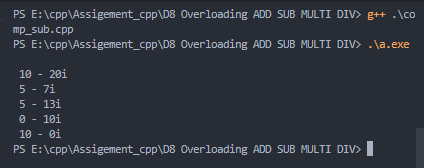 PS E:\cpp\Assigement_cpp\D8 Overloading ADD SUB MULTI DIV> g++ .\co
mp_sub.cpp
PS E:\cpp\Assigement_cpp\D8 Overloading ADD SUB MULTI DIV> .\a.exe
10 - 20i
5 - 7i
5 - 13i
0 - 10i
10 - 0i
PS E:\cpp\Assigement_cpp\D8 Overloading ADD SUB MULTI DIV>